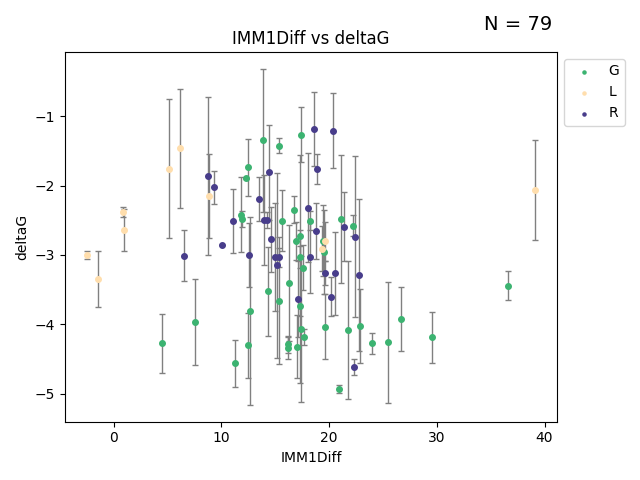 N = 79
IMM1Diff vs deltaG
G
L
R
−1
−2
−3
−4
−5
deltaG
0
10
20
30
40
IMM1Diff